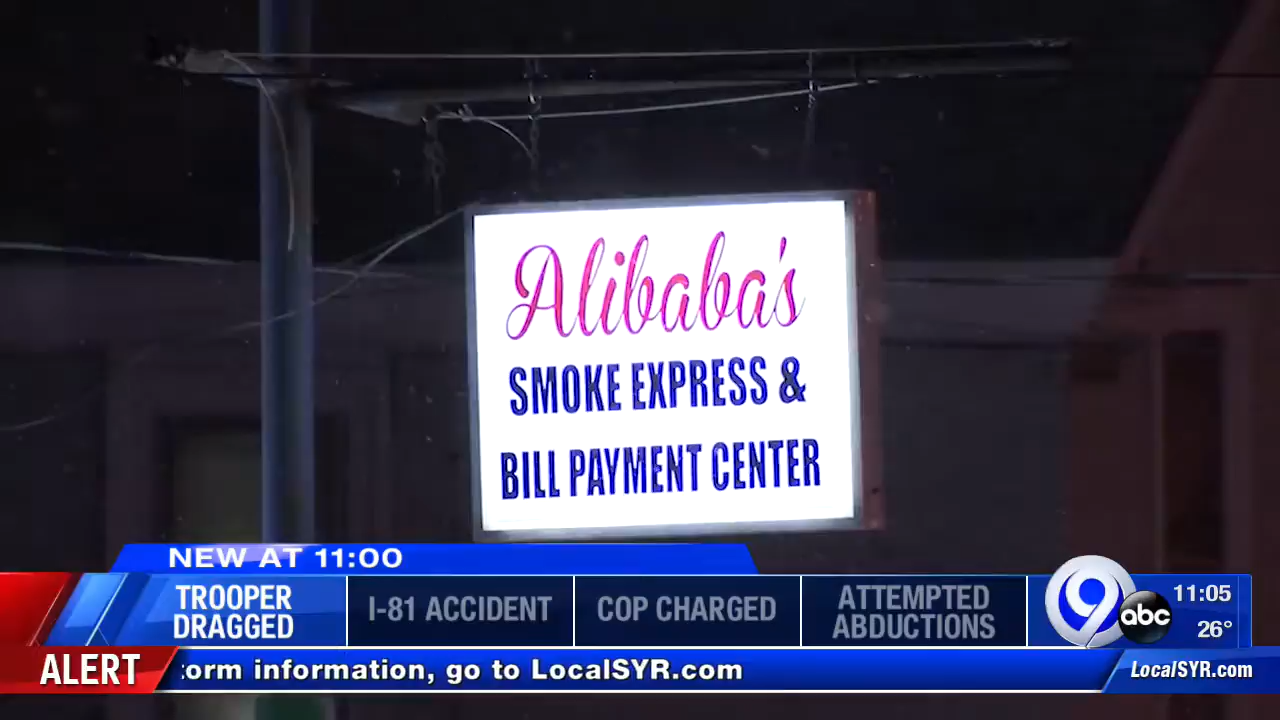 Alibaba's
SMOKE EXPRESS &
BILL PAYMENT CENTER
NEW AT 11:00
TROOPER
DRAGGED
I-81 ACCIDENT
COP CHARGED
ATTEMPTED
ABDUCTIONS
9
abc
11:05
26°
ALERT
orm information, go to LocalSYR.com
LocalSYR.com